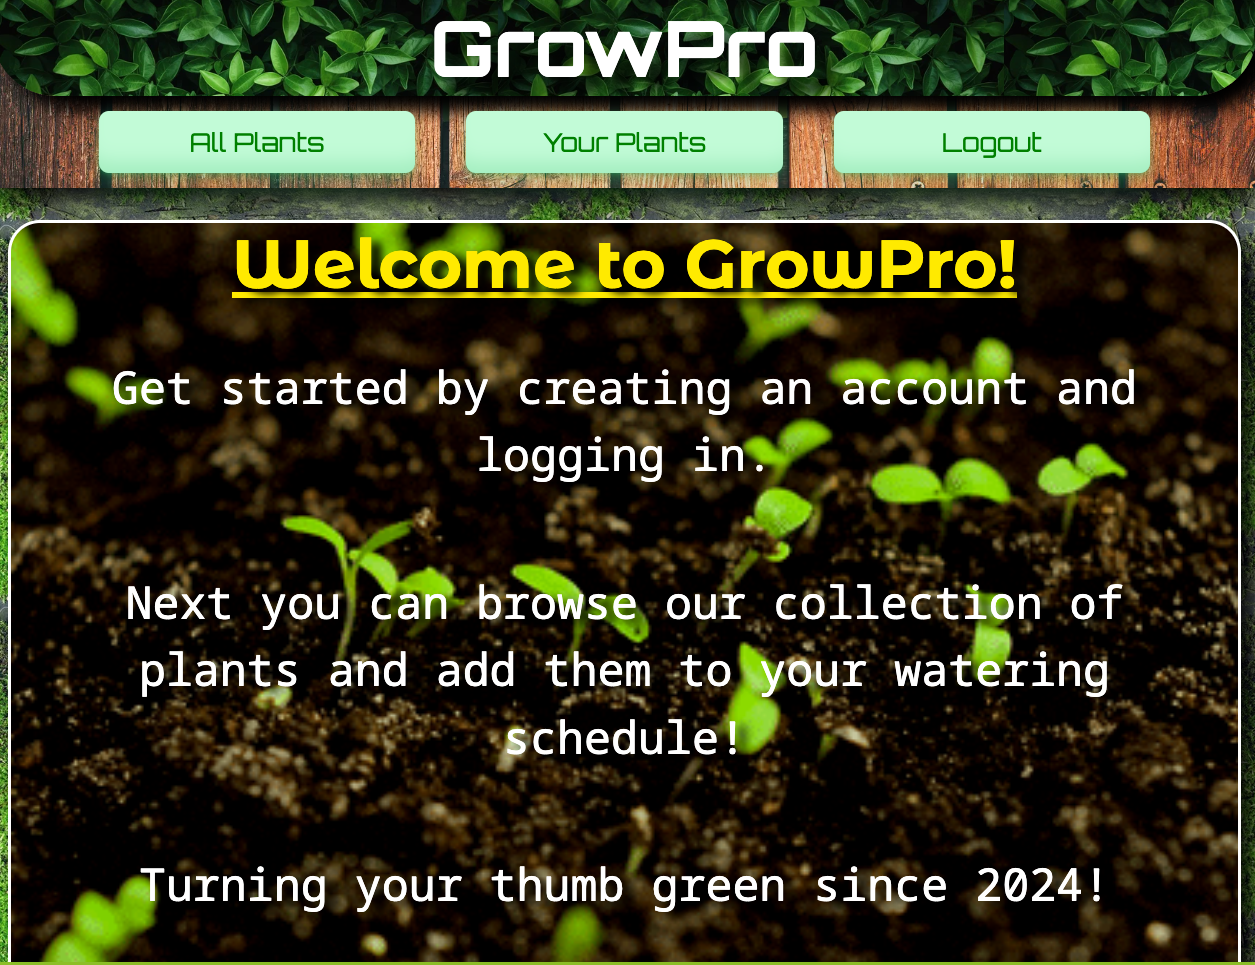 GrowPro
All Plants
Your Plants
Logout
Welcome to GrowPro!
Get started by creating an account and
logging in.
Next you can browse our collection of
plants and add them to your watering
schedule!
Turning your thumb green since 2024!